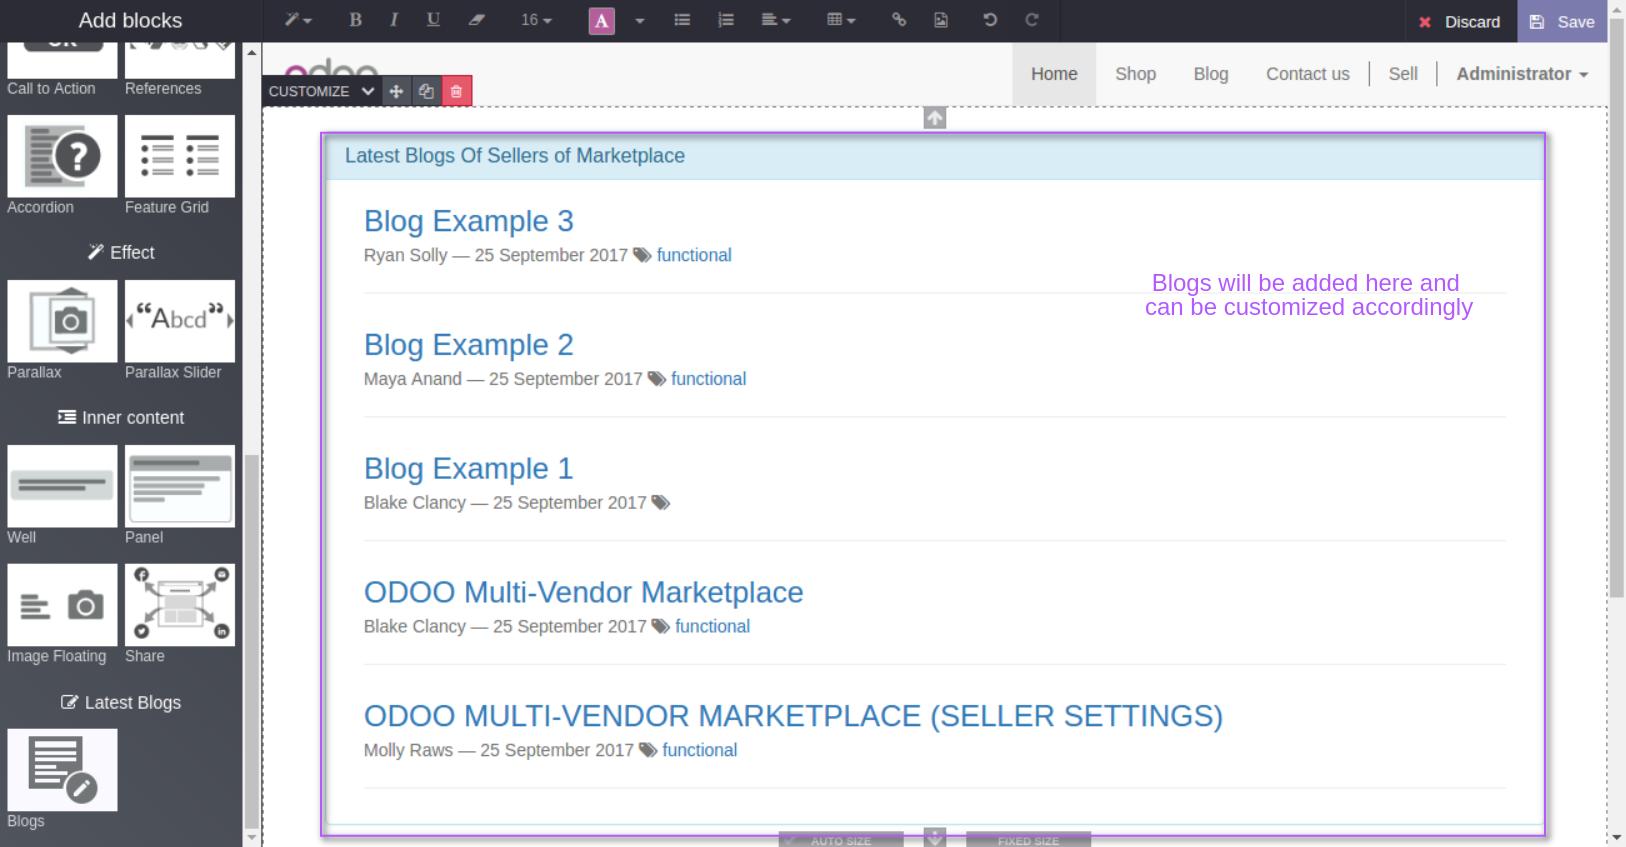 Add blocks
16
A
Discard
Save
Call to Action
References
Accordion
Feature Grid
Effect
Parallax
“Abcd”
Parallax Slider
Inner content
Well
Panel
Image Floating
Share
Latest Blogs
Blogs
odoo
Home
Shop
Blog
Contact us
Sell
Administrator
CUSTOMIZE
Latest Blogs Of Sellers of Marketplace
Blog Example 3
Ryan Solly — 25 September 2017 functional
Blogs will be added here and
can be customized accordingly
Blog Example 2
Maya Anand — 25 September 2017 functional
Blog Example 1
Blake Clancy — 25 September 2017
ODOO Multi-Vendor Marketplace
Blake Clancy — 25 September 2017 functional
ODOO MULTI-VENDOR MARKETPLACE (SELLER SETTINGS)
Molly Raws — 25 September 2017 functional
AUTO SIZE
FIXED SIZE